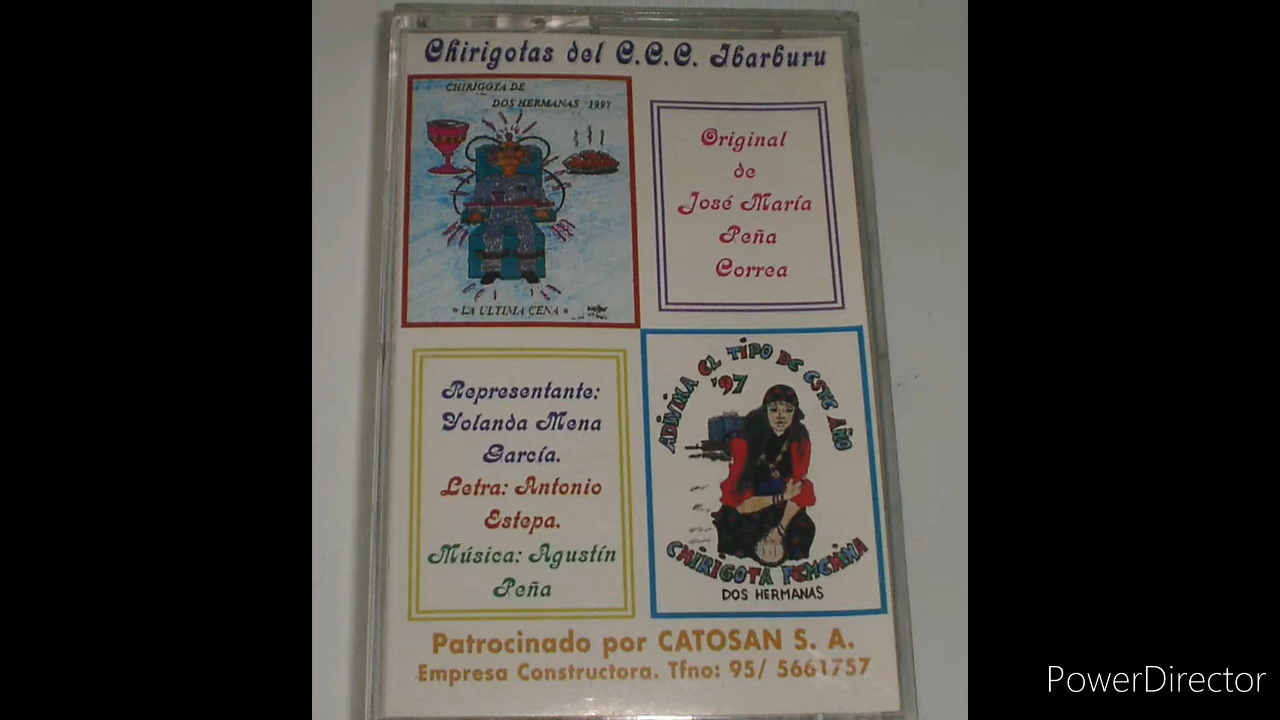 Chirigotas del C.C.C. Ibarburu
CHIRIGOTA DE
DOS HERMANAS 1997
"LA ULTIMA CENA"
Original
de
José María
Peña
Correa
Representante:
Yolanda Mena
García.
Letra: Antonio
Estepa.
Música: Agustín
Peña
ADIVINA EL TIPO DE ESTE AÑO
'97
CHIRIGOTA FEMENINA
DOS HERMANAS
Patrocinado por CATOSAN S. A.
Empresa Constructora. Tfno: 95/ 5661757
PowerDirector